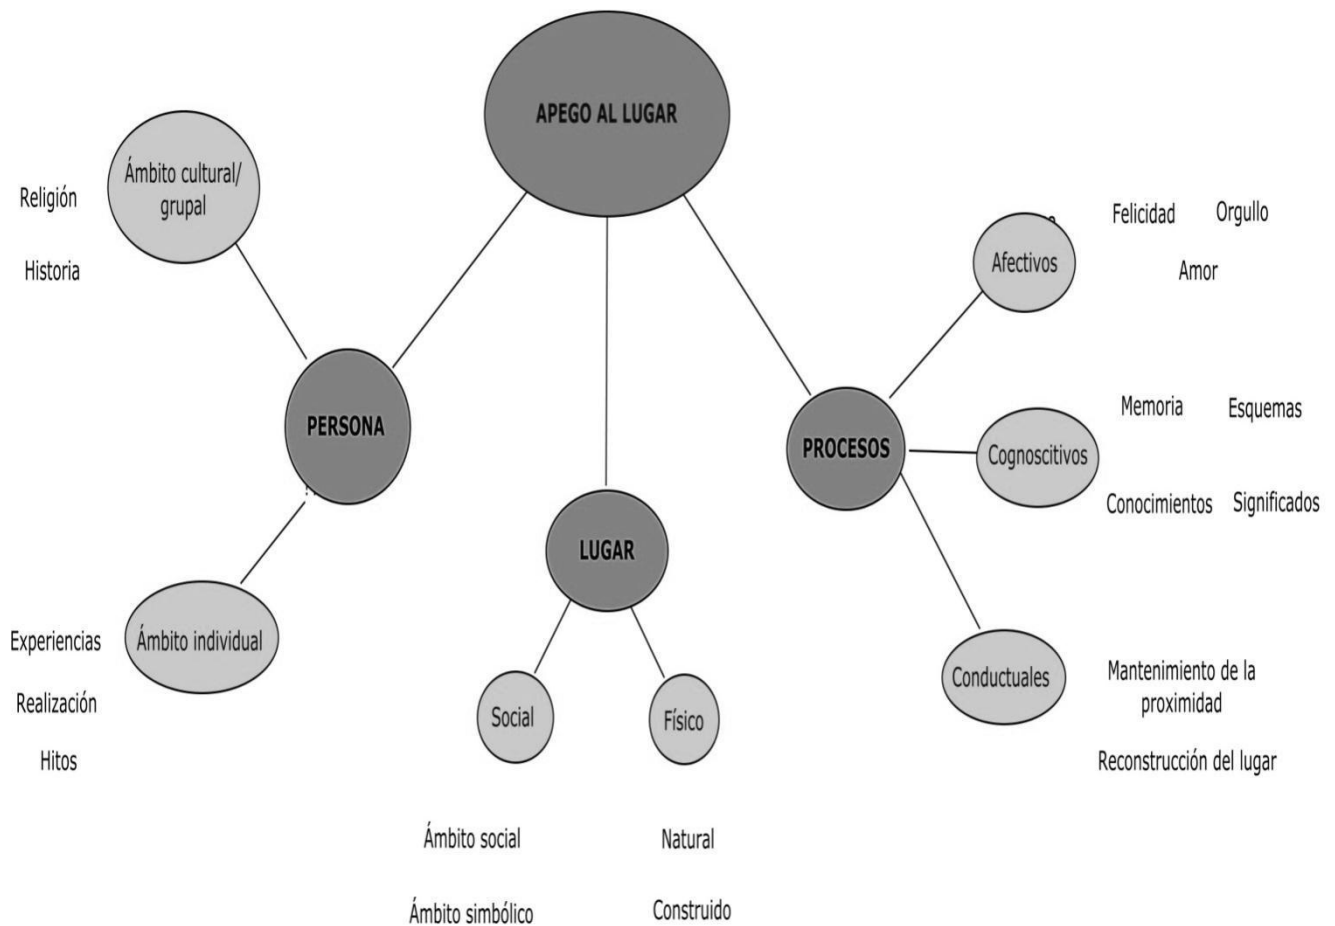 APEGO AL LUGAR
Ámbito cultural/
grupal
Religión
Historia
PERSONA
Ámbito individual
Experiencias
Realización
Hitos
LUGAR
Social
Físico
Ámbito social
Natural
Ámbito simbólico
Construido
PROCESOS
Afectivos
Felicidad
Orgullo
Amor
Cognoscitivos
Memoria
Esquemas
Conocimientos
Significados
Conductuales
Mantenimiento de la
proximidad
Reconstrucción del lugar